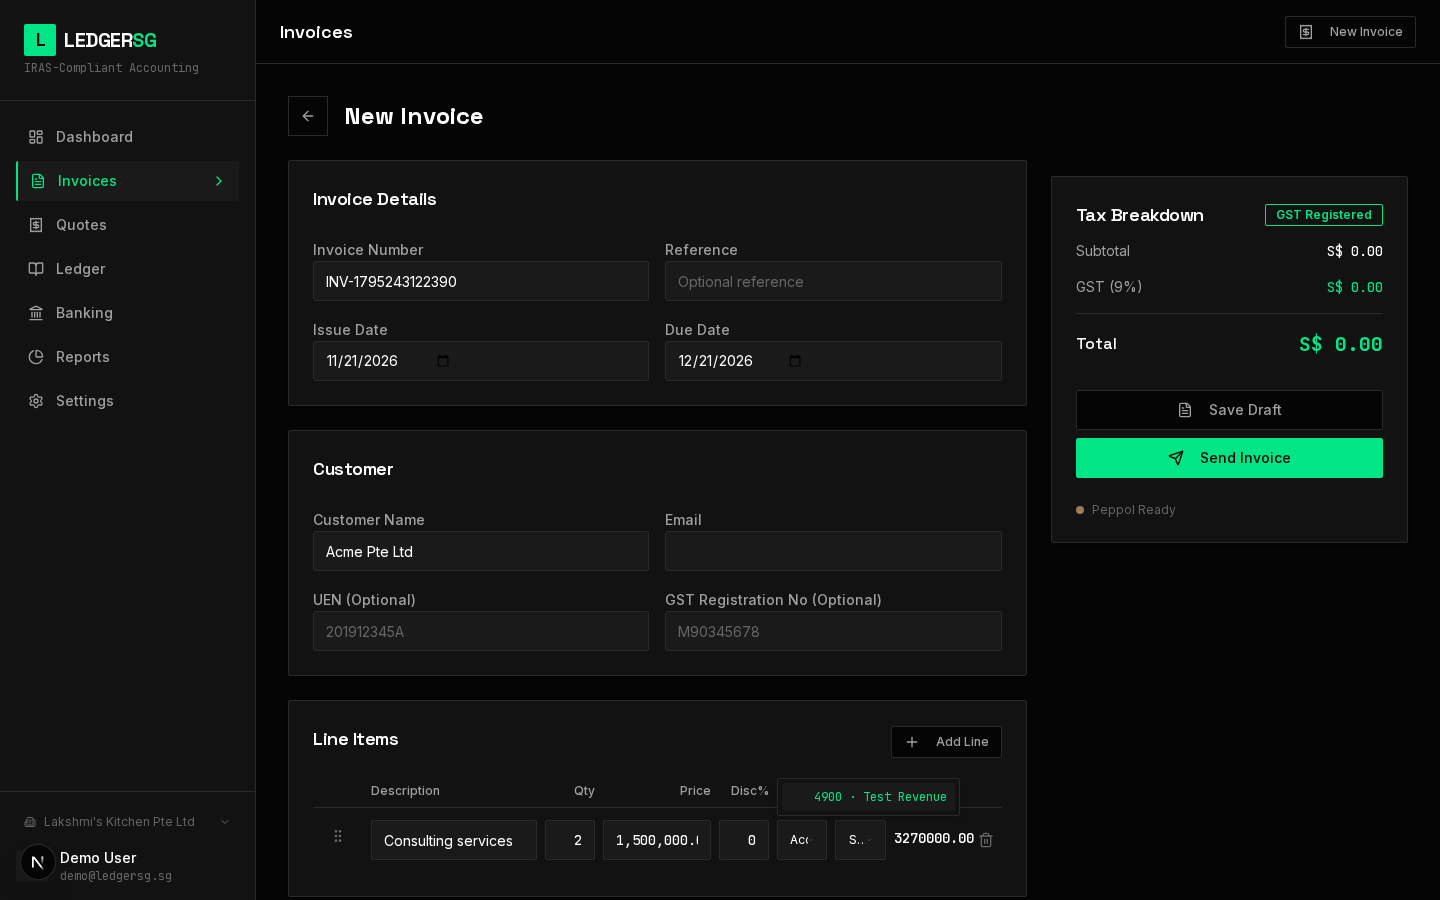 L LEDGERSG
IRAS-Compliant Accounting
Dashboard
Invoices
Quotes
Ledger
Banking
Reports
Settings
Lakshmi's Kitchen Pte Ltd
N Demo User
demo@ledgersg.sg
Invoices
New Invoice
New Invoice
Invoice Details
Invoice Number
INV-1795243122390
Reference
Optional reference
Issue Date
11/21/2026
Due Date
12/21/2026
Customer
Customer Name
Acme Pte Ltd
Email
UEN (Optional)
201912345A
GST Registration No (Optional)
M90345678
Line Items
Add Line
Description Qty Price Disc%
4900 · Test Revenue
Consulting services 2 1,500,000.( 0 Acc S.. 3270000.00
Tax Breakdown
GST Registered
Subtotal S$ 0.00
GST (9%) S$ 0.00
Total S$ 0.00
Save Draft
Send Invoice
Peppol Ready